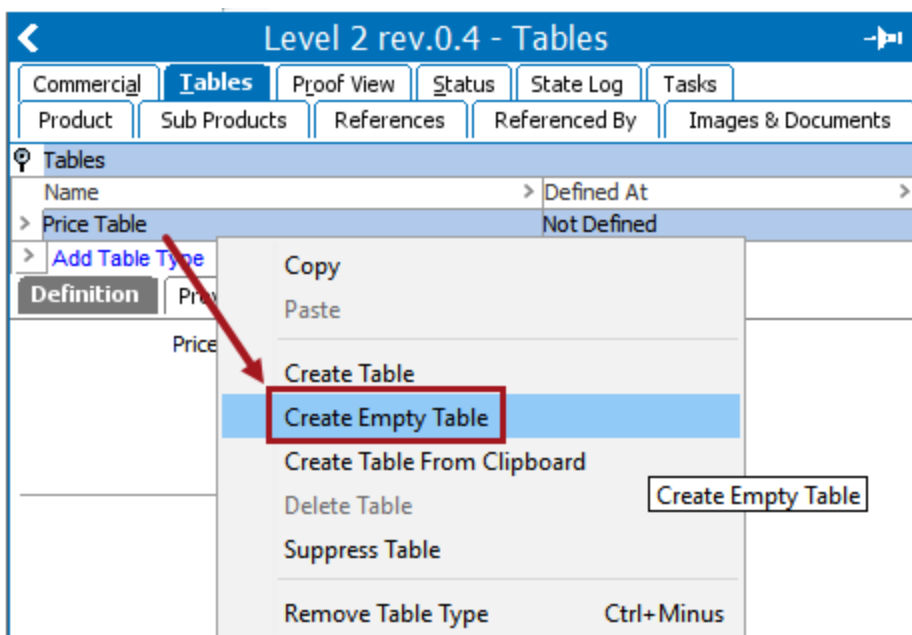 Level 2 rev.0.4 - Tables
Commercial Tables Proof View Status State Log Tasks
Product Sub Products References Referenced By Images & Documents
Tables
Name > Defined At >
> Price Table Not Defined
> Add Table Type
Definition
Price
Copy
Paste
Create Table
Create Empty Table
Create Table From Clipboard
Create Empty Table
Delete Table
Suppress Table
Remove Table Type Ctrl+Minus